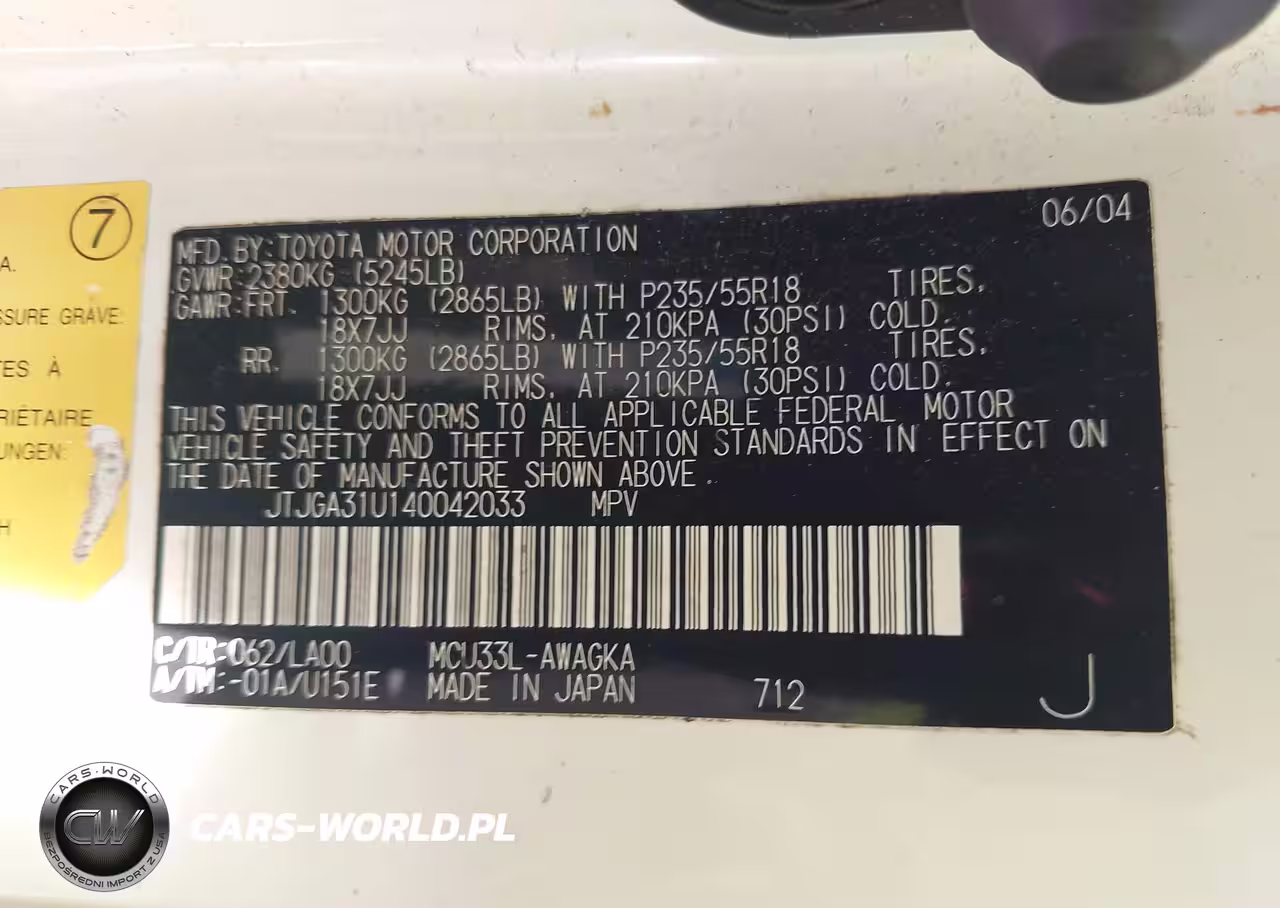 7
A.
SSURE GRAVE:
TES À
RIÉTAIRE
UNGEN:
H
06/04
MFD. BY: TOYOTA MOTOR CORPORATION
GVWR: 2380KG (5245LB)
GAWR: FRT. 1300KG (2865LB) WITH P235/55R18 TIRES,
18X7JJ RIMS, AT 210KPA (30PSI) COLD.
RR. 1300KG (2865LB) WITH P235/55R18 TIRES,
18X7JJ RIMS, AT 210KPA (30PSI) COLD.
THIS VEHICLE CONFORMS TO ALL APPLICABLE FEDERAL MOTOR
VEHICLE SAFETY AND THEFT PREVENTION STANDARDS IN EFFECT ON
THE DATE OF MANUFACTURE SHOWN ABOVE.
JTJGA31U140042033 MPV
C/TR: 062/LA00 MCU33L-AWAGKA
A/TM: -01A/U151E MADE IN JAPAN 712 J
CARS-WORLD
CW
BEZPOŚREDNI IMPORT Z USA
CARS-WORLD.PL